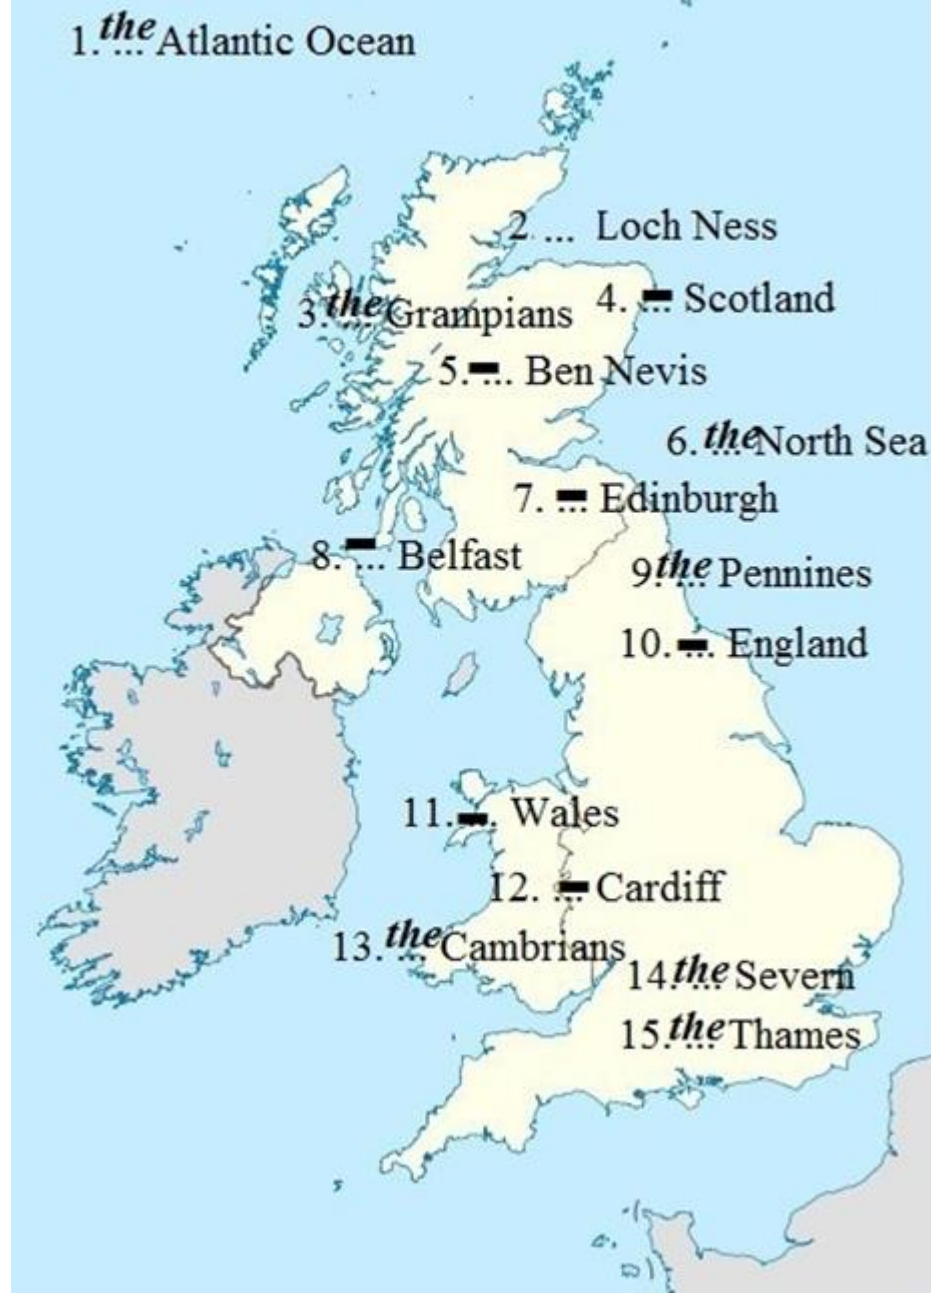 1. the ... Atlantic Ocean
2 ... Loch Ness
3. the ... Grampians
4. – ... Scotland
5. – ... Ben Nevis
6. the ... North Sea
7. – ... Edinburgh
8. – ... Belfast
9. the ... Pennines
10. – ... England
11. – ... Wales
12. – ... Cardiff
13. the ... Cambrians
14. the ... Severn
15. the ... Thames